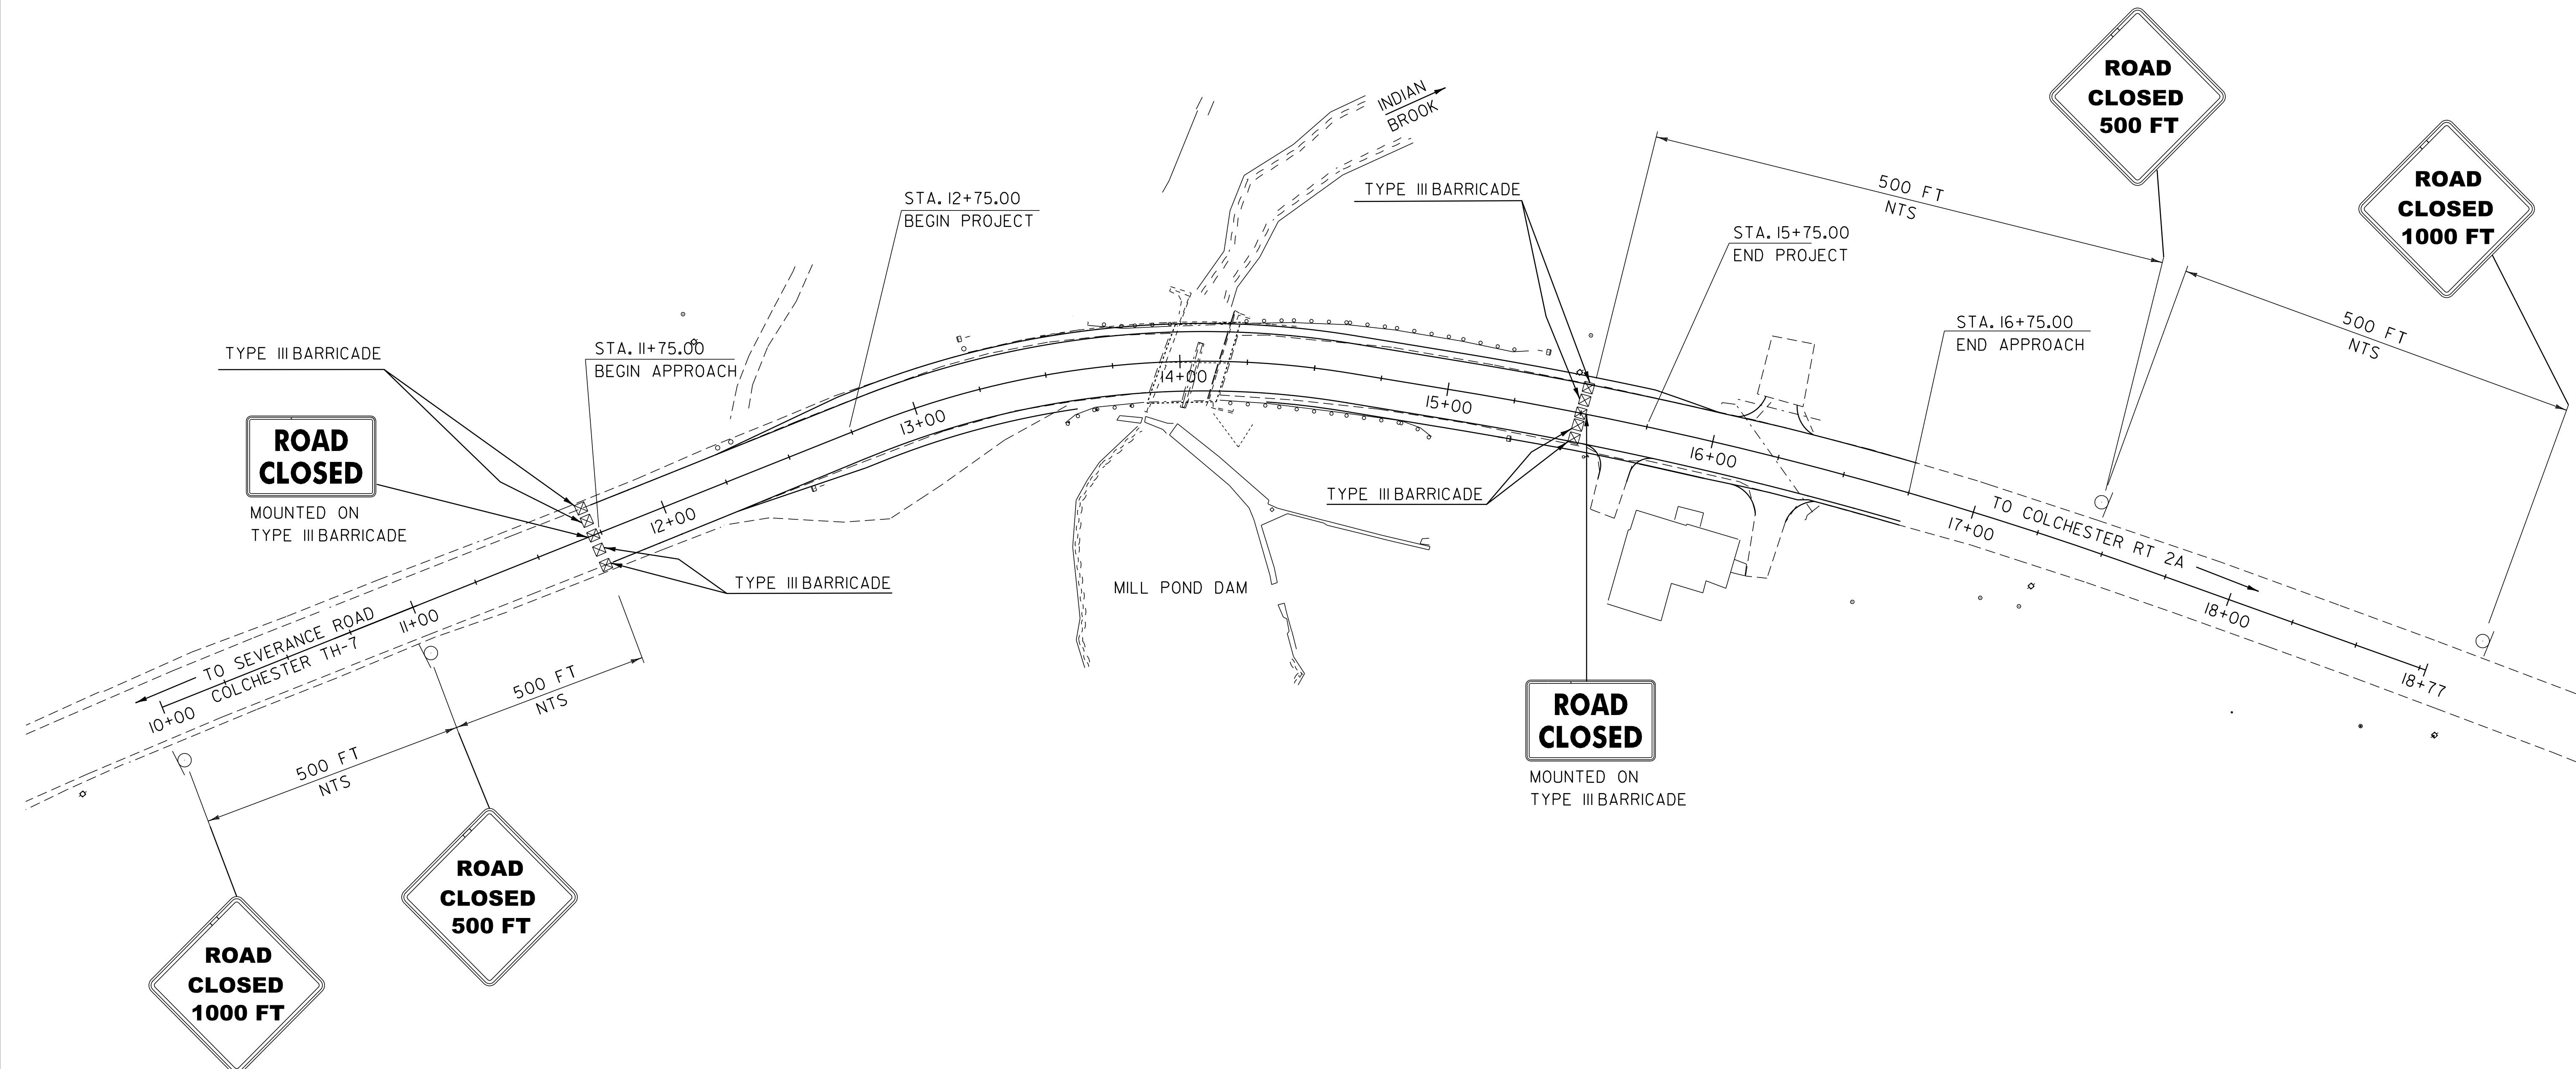 ROAD
CLOSED
500 FT
ROAD
CLOSED
1000 FT
INDIAN
BROOK
500 FT
NTS
TYPE III BARRICADE
STA. 12+75.00
BEGIN PROJECT
STA. 15+75.00
END PROJECT
500 FT
NTS
STA. 16+75.00
END APPROACH
TYPE III BARRICADE
STA. 11+75.00
BEGIN APPROACH
14+00
15+00
13+00
16+00
ROAD
CLOSED
MOUNTED ON
TYPE III BARRICADE
TYPE III BARRICADE
12+00
17+00
TO COLCHESTER RT 2A
TYPE III BARRICADE
MILL POND DAM
11+00
18+00
TO SEVERANCE ROAD
COLCHESTER TH-7
10+00
18+77
500 FT
NTS
500 FT
NTS
ROAD
CLOSED
MOUNTED ON
TYPE III BARRICADE
ROAD
CLOSED
500 FT
ROAD
CLOSED
1000 FT